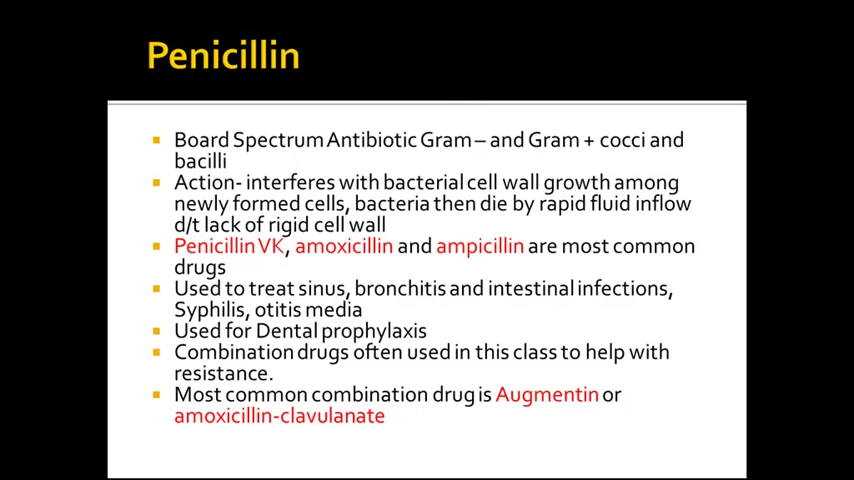 Penicillin
Board Spectrum Antibiotic Gram – and Gram + cocci and
bacilli
Action- interferes with bacterial cell wall growth among
newly formed cells, bacteria then die by rapid fluid inflow
d/t lack of rigid cell wall
Penicillin VK, amoxicillin and ampicillin are most common
drugs
Used to treat sinus, bronchitis and intestinal infections,
Syphilis, otitis media
Used for Dental prophylaxis
Combination drugs often used in this class to help with
resistance.
Most common combination drug is Augmentin or
amoxicillin-clavulanate